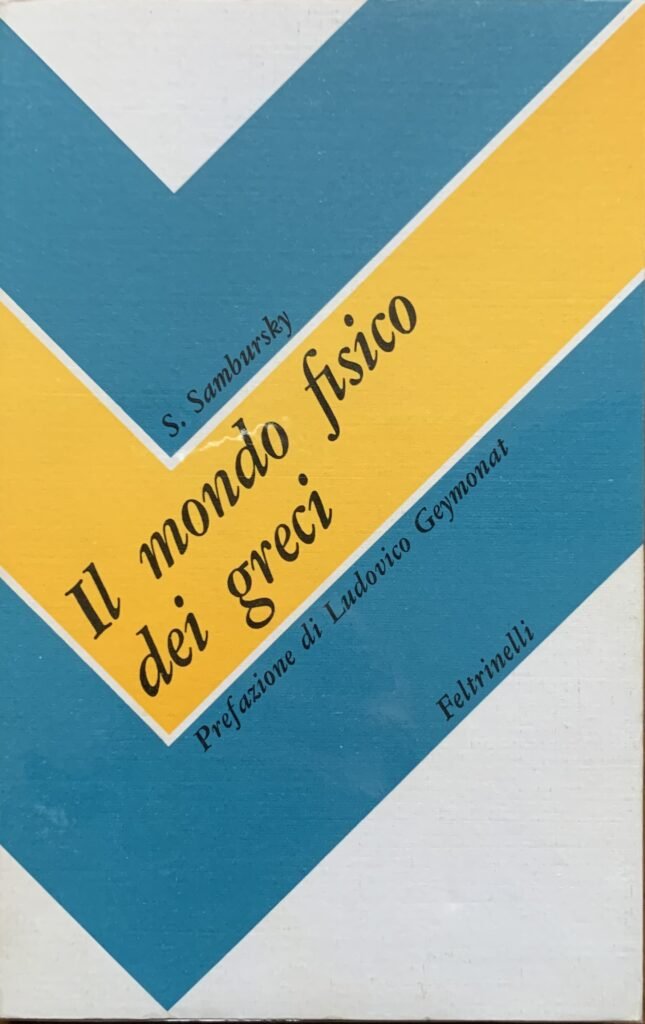 S. Sambursky
Il mondo fisico
dei greci
Prefazione di Ludovico Geymonat
Feltrinelli